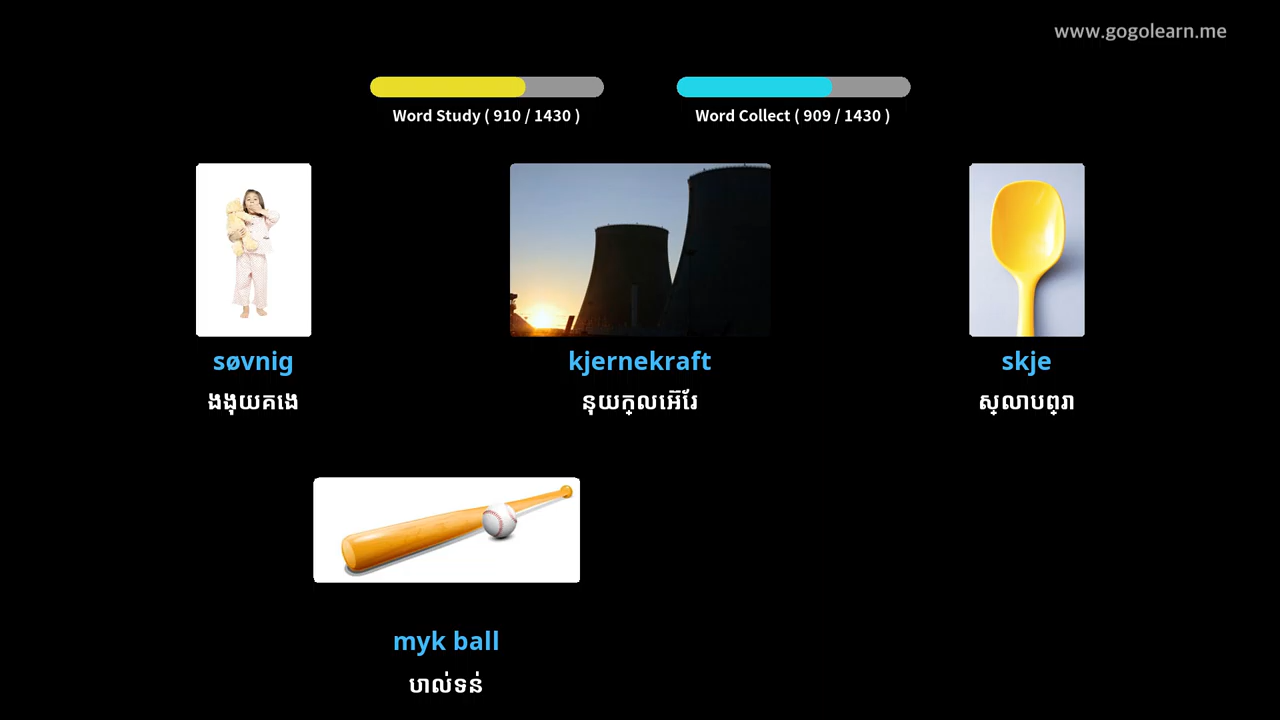 www.gogolearn.me
Word Study ( 910 / 1430 )
Word Collect ( 909 / 1430 )
søvnig
kjernekraft
skje
ងងុយគងេ
នុយក្លអ៊េរែ
ស្លាបព្រា
myk ball
បាល់ទន់